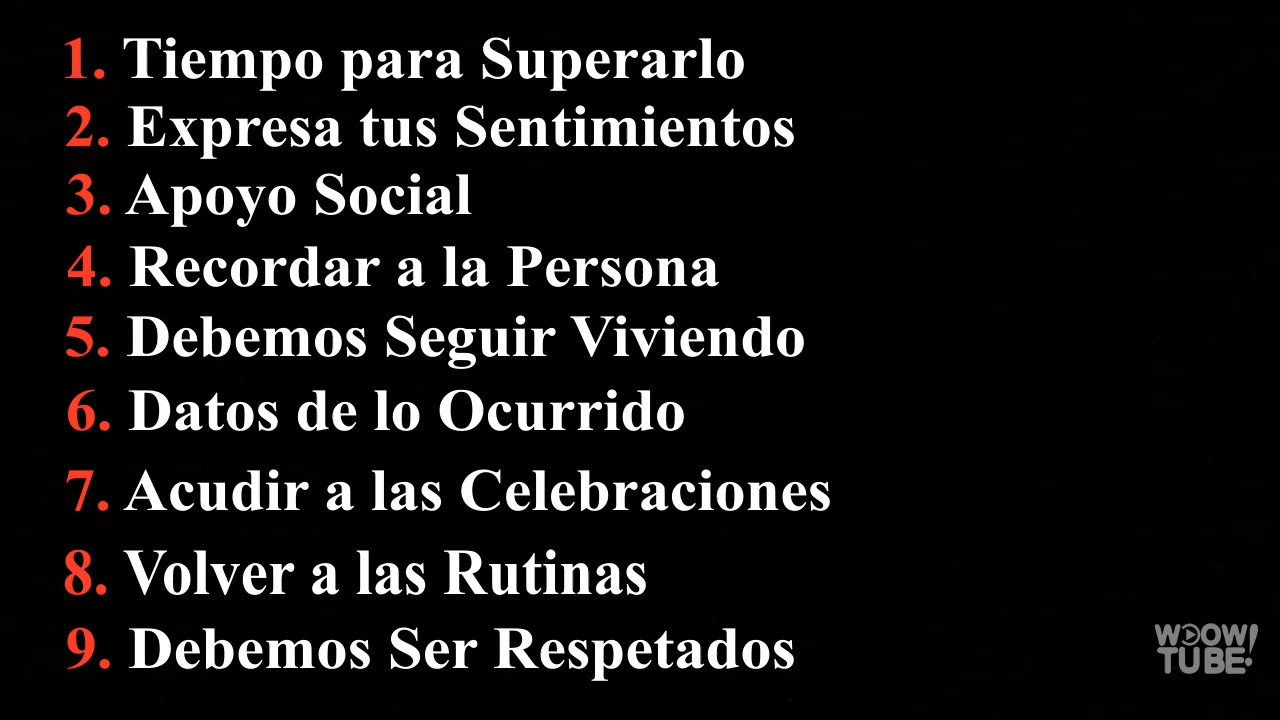 1. Tiempo para Superarlo
2. Expresa tus Sentimientos
3. Apoyo Social
4. Recordar a la Persona
5. Debemos Seguir Viviendo
6. Datos de lo Ocurrido
7. Acudir a las Celebraciones
8. Volver a las Rutinas
9. Debemos Ser Respetados
WOOW!
TUBE